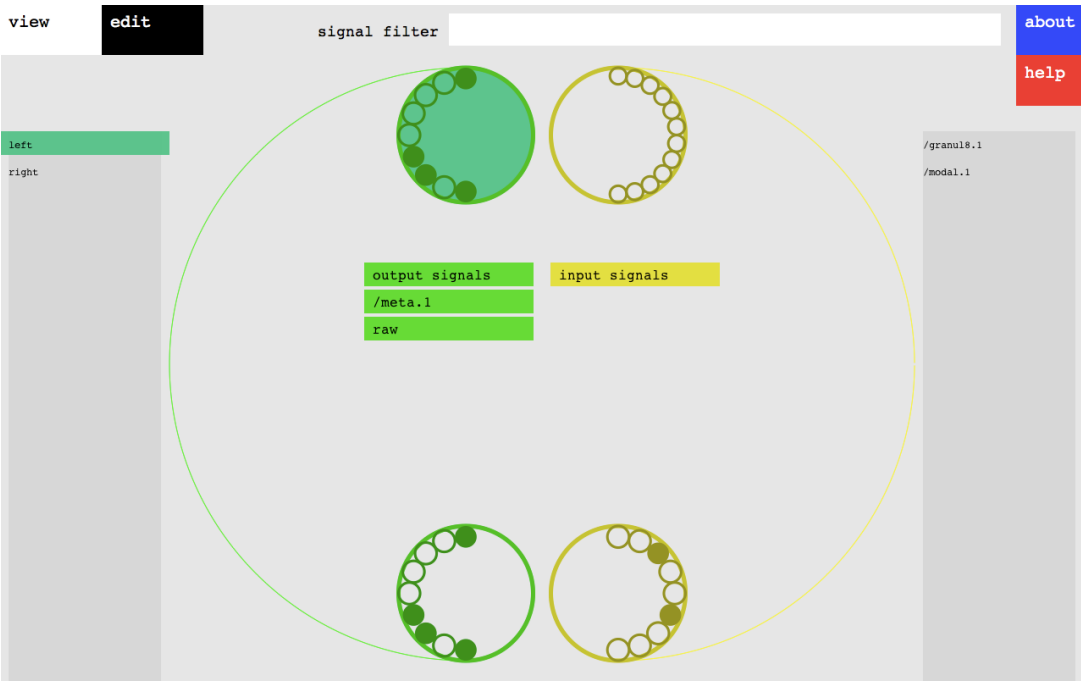 view
edit
signal filter
about
help
left
right
/granul8.1
/modal.1
output signals
input signals
/meta.1
raw